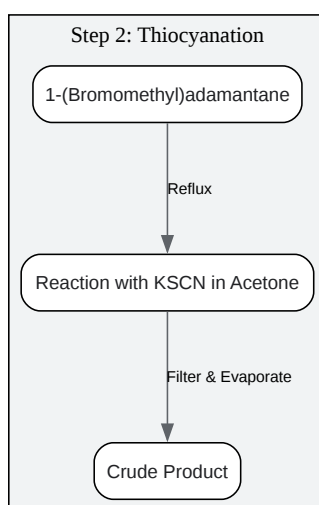 Step 2: Thiocyanation
1-(Bromomethyl)adamantane
Reflux
Reaction with KSCN in Acetone
Filter & Evaporate
Crude Product